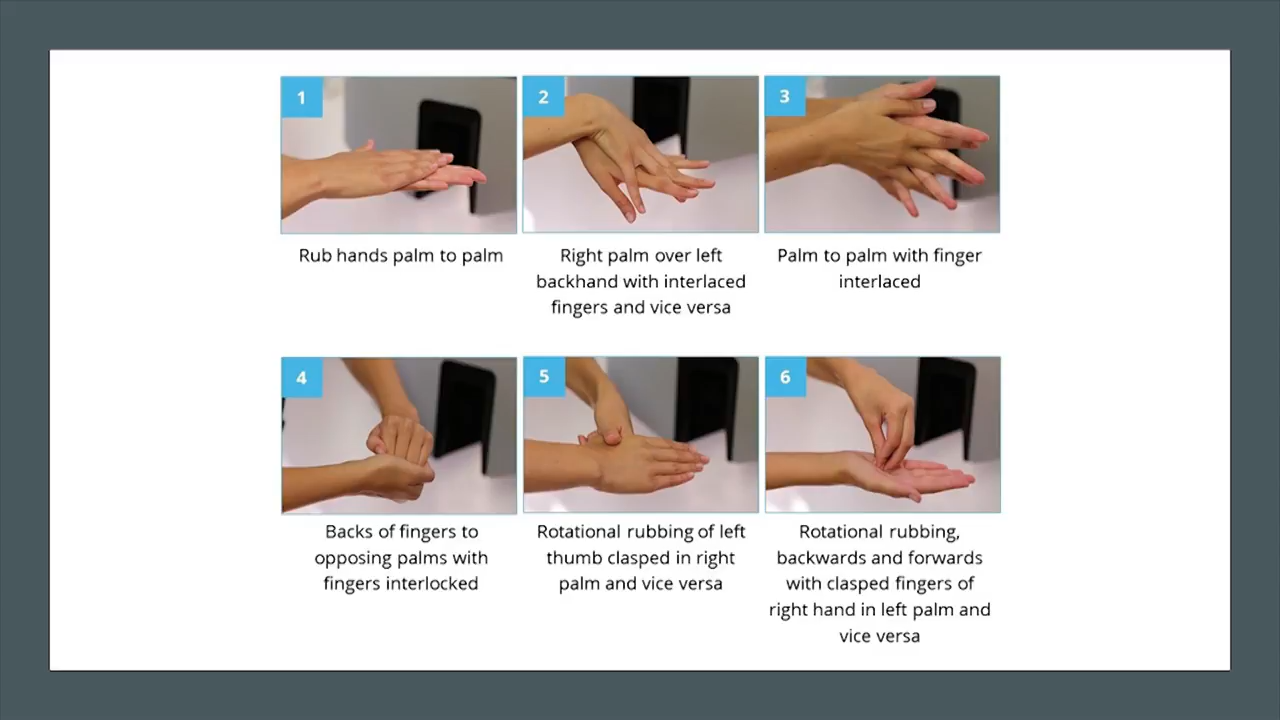 1
Rub hands palm to palm
2
Right palm over left
backhand with interlaced
fingers and vice versa
3
Palm to palm with finger
interlaced
4
Backs of fingers to
opposing palms with
fingers interlocked
5
Rotational rubbing of left
thumb clasped in right
palm and vice versa
6
Rotational rubbing,
backwards and forwards
with clasped fingers of
right hand in left palm and
vice versa